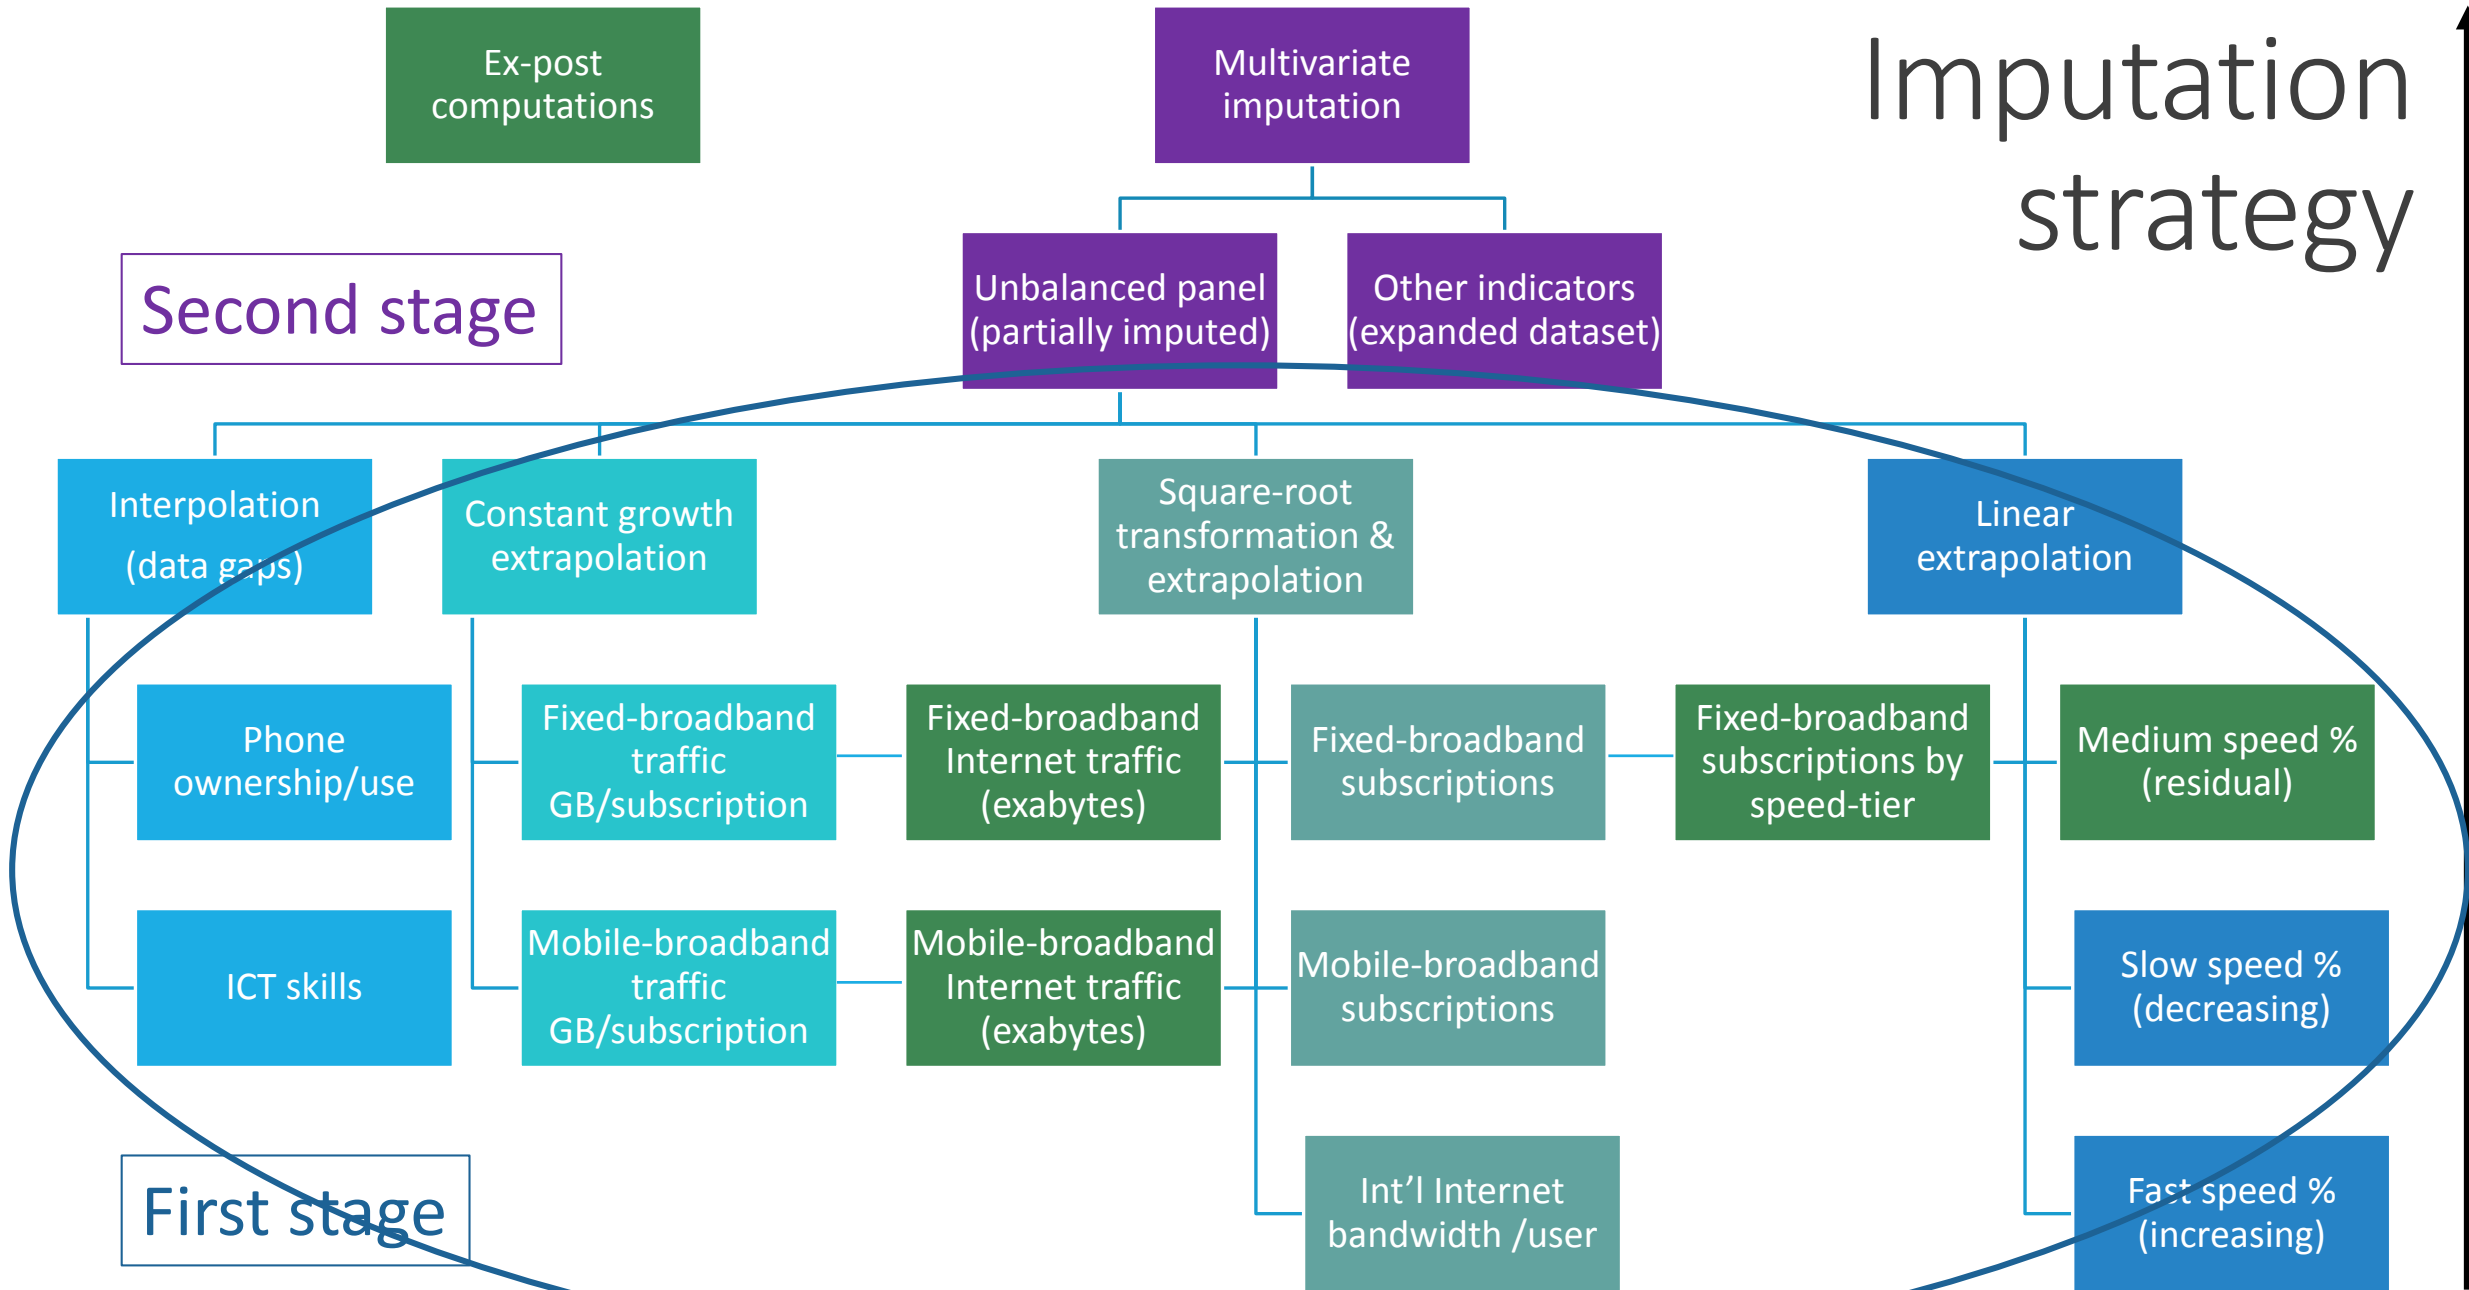 Ex-post
computations
Multivariate
imputation
Imputation
strategy
Second stage
Unbalanced panel
(partially imputed)
Other indicators
(expanded dataset)
Interpolation
(data gaps)
Constant growth
extrapolation
Square-root
transformation &
extrapolation
Linear
extrapolation
Phone
ownership/use
Fixed-broadband
traffic
GB/subscription
Fixed-broadband
Internet traffic
(exabytes)
Fixed-broadband
subscriptions
Fixed-broadband
subscriptions by
speed-tier
Medium speed %
(residual)
ICT skills
Mobile-broadband
traffic
GB/subscription
Mobile-broadband
Internet traffic
(exabytes)
Mobile-broadband
subscriptions
Slow speed %
(decreasing)
First stage
Int’l Internet
bandwidth /user
Fast speed %
(increasing)